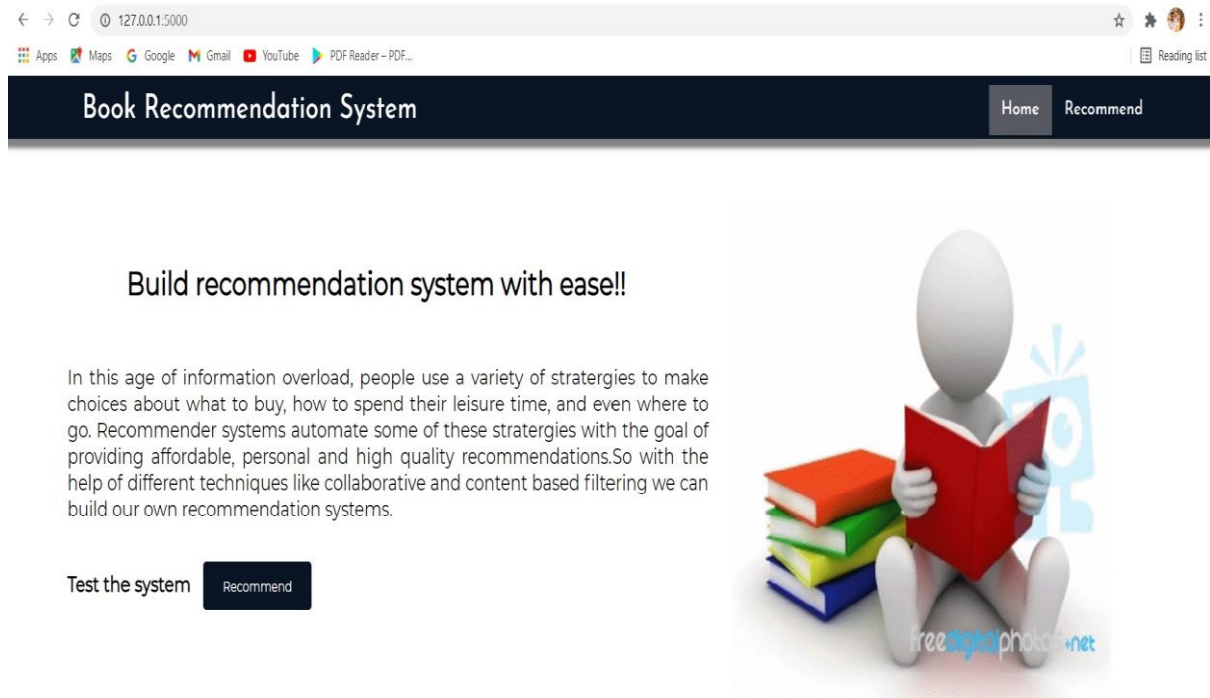 127.0.0.1:5000
Apps Maps Google Gmail YouTube PDF Reader – PDF... Reading list
Book Recommendation System Home Recommend
Build recommendation system with ease!!
In this age of information overload, people use a variety of stratergies to make
choices about what to buy, how to spend their leisure time, and even where to
go. Recommender systems automate some of these stratergies with the goal of
providing affordable, personal and high quality recommendations.So with the
help of different techniques like collaborative and content based filtering we can
build our own recommendation systems.
Test the system Recommend
freedigitalphotos.net